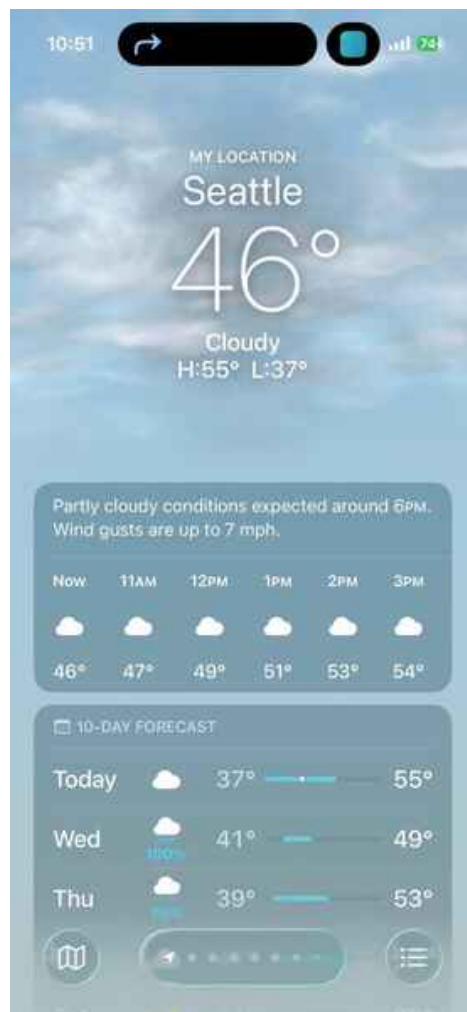 10:51
74
MY LOCATION
Seattle
46°
Cloudy
H:55° L:37°
Partly cloudy conditions expected around 6PM.
Wind gusts are up to 7 mph.
Now 11AM 12PM 1PM 2PM 3PM
46° 47° 49° 51° 53° 54°
10-DAY FORECAST
Today 37° 55°
Wed 41° 49°
100%
Thu 39° 53°